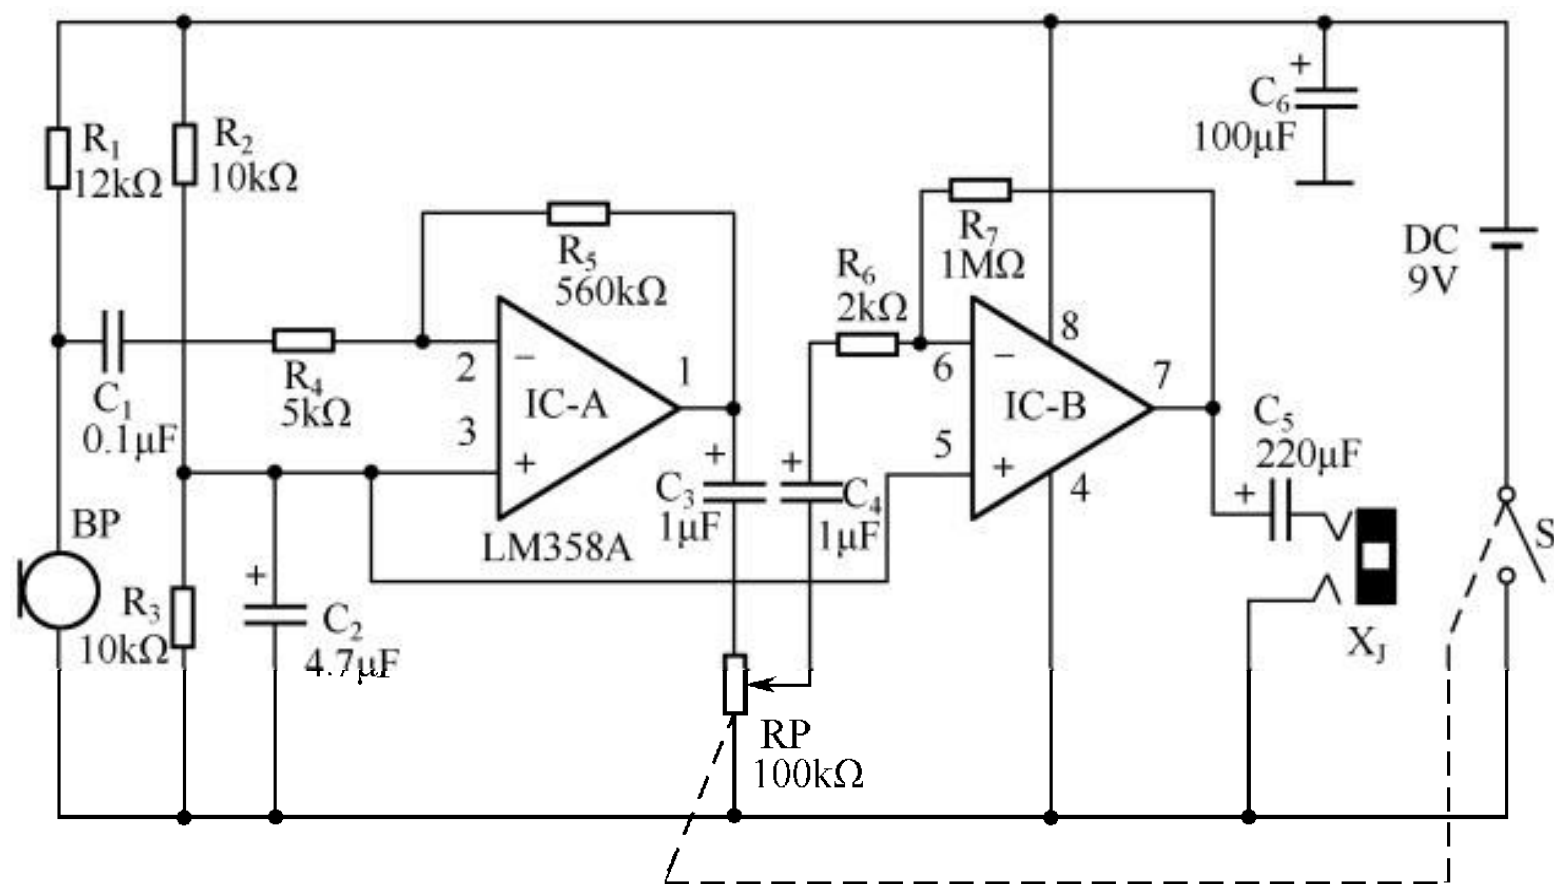 R₁
12kΩ
R₂
10kΩ
+
C₆
100μF
DC
9V
R₅
560kΩ
R₇
1MΩ
R₆
2kΩ
8
6
7
2
−
IC-A
1
−
IC-B
C₁
0.1μF
R₄
5kΩ
3
+
5
+
4
C₅
220μF
+
+
C₃
1μF
+
C₄
1μF
LM358A
BP
S
+
R₃
10kΩ
C₂
4.7μF
X_J
RP
100kΩ